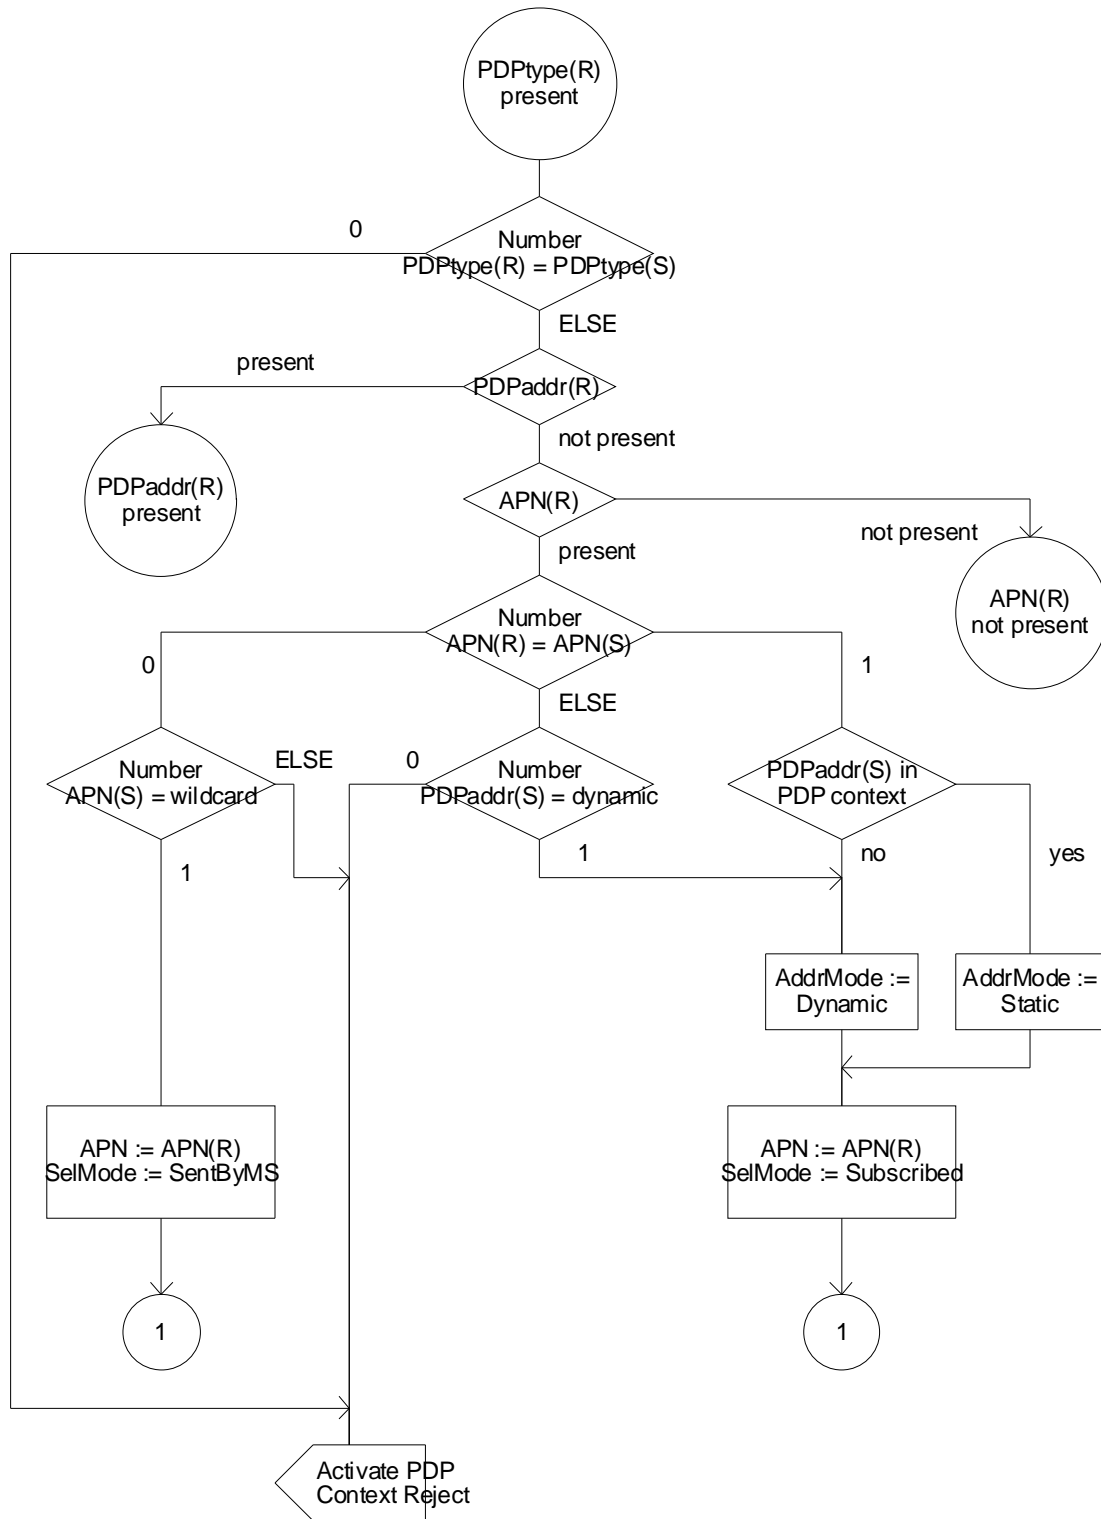 PDPtype(R)
present
0
Number
PDPtype(R) = PDPtype(S)
ELSE
present
PDPaddr(R)
not present
PDPaddr(R)
present
APN(R)
not present
present
APN(R)
not present
Number
APN(R) = APN(S)
0
1
ELSE
ELSE
0
Number
APN(S) = wildcard
Number
PDPaddr(S) = dynamic
PDPaddr(S) in
PDP context
1
1
no
yes
AddrMode :=
Dynamic
AddrMode :=
Static
APN := APN(R)
SelMode := SentByMS
APN := APN(R)
SelMode := Subscribed
1
1
Activate PDP
Context Reject